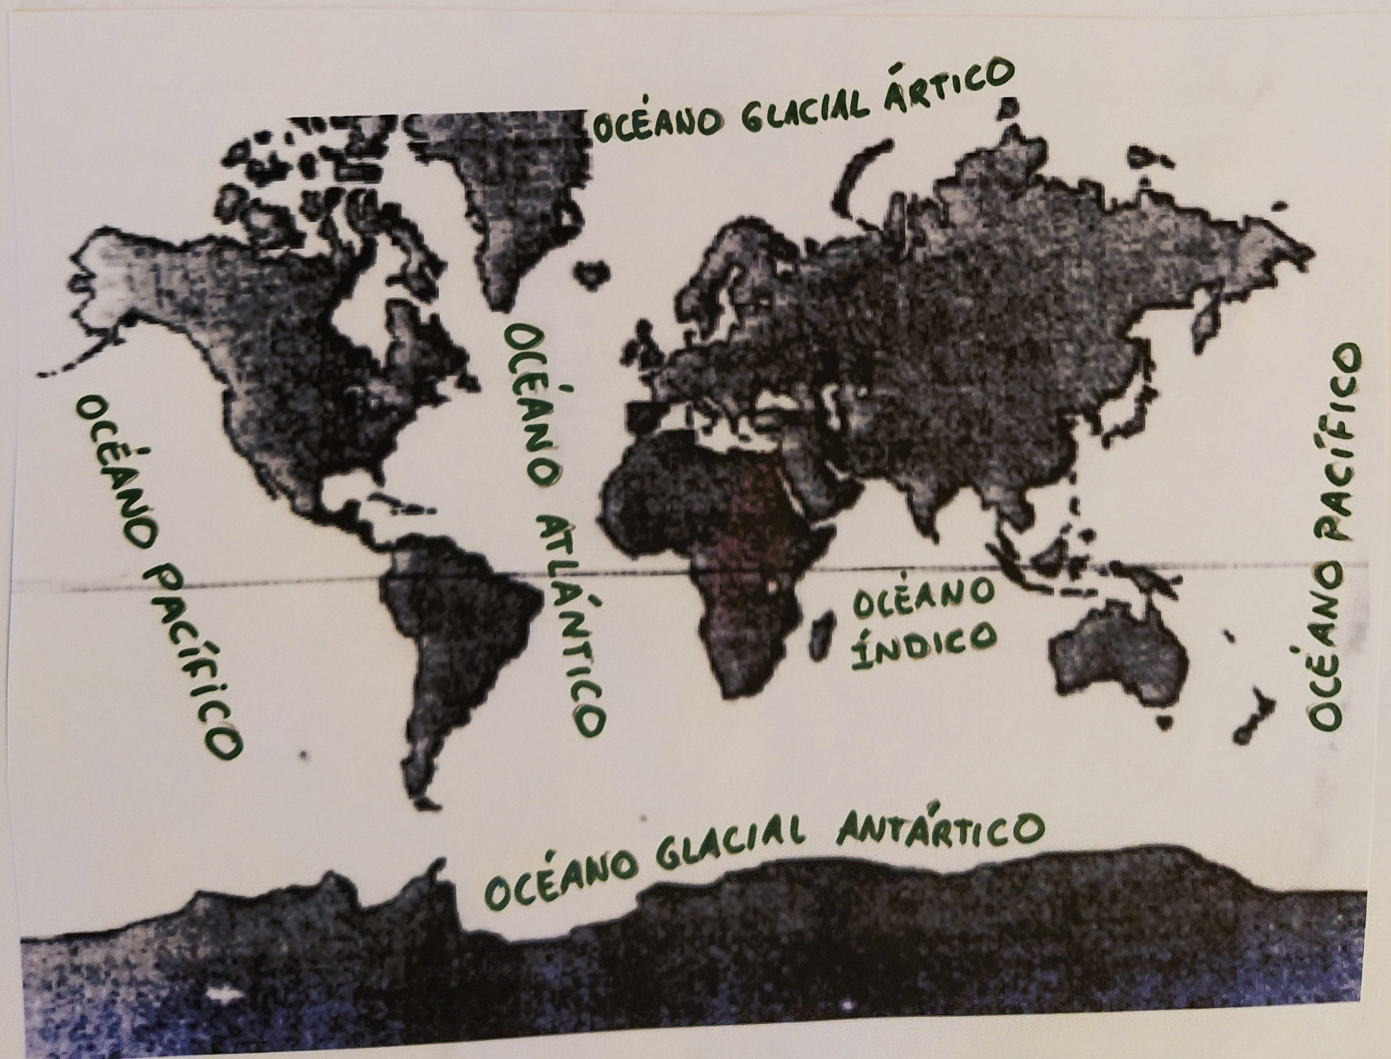 OCÉANO GLACIAL ÁRTICO
OCÉANO PACÍFICO
OCÉANO ATLÁNTICO
OCÉANO PACÍFICO
OCÉANO
ÍNDICO
OCÉANO GLACIAL ANTÁRTICO